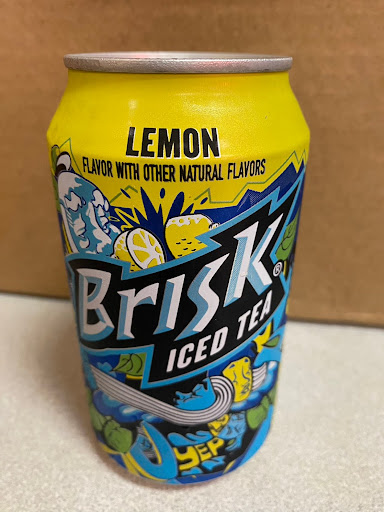 LEMON
FLAVOR WITH OTHER NATURAL FLAVORS
Brisk®
ICED TEA
YEP